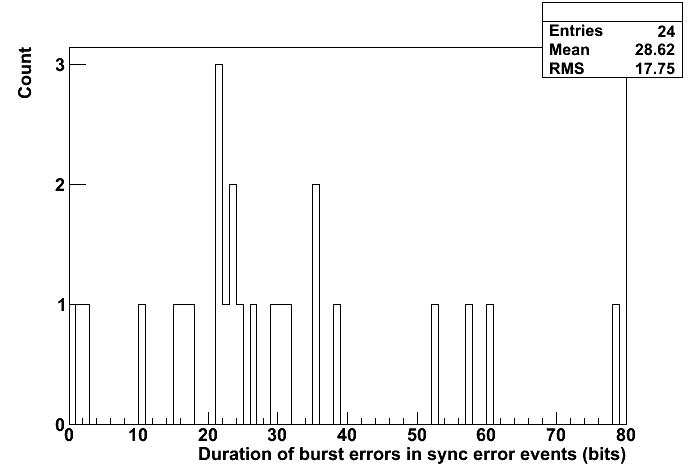 Entries 24
Mean 28.62
RMS 17.75
Count
3
2
1
0
0 10 20 30 40 50 60 70 80
Duration of burst errors in sync error events (bits)